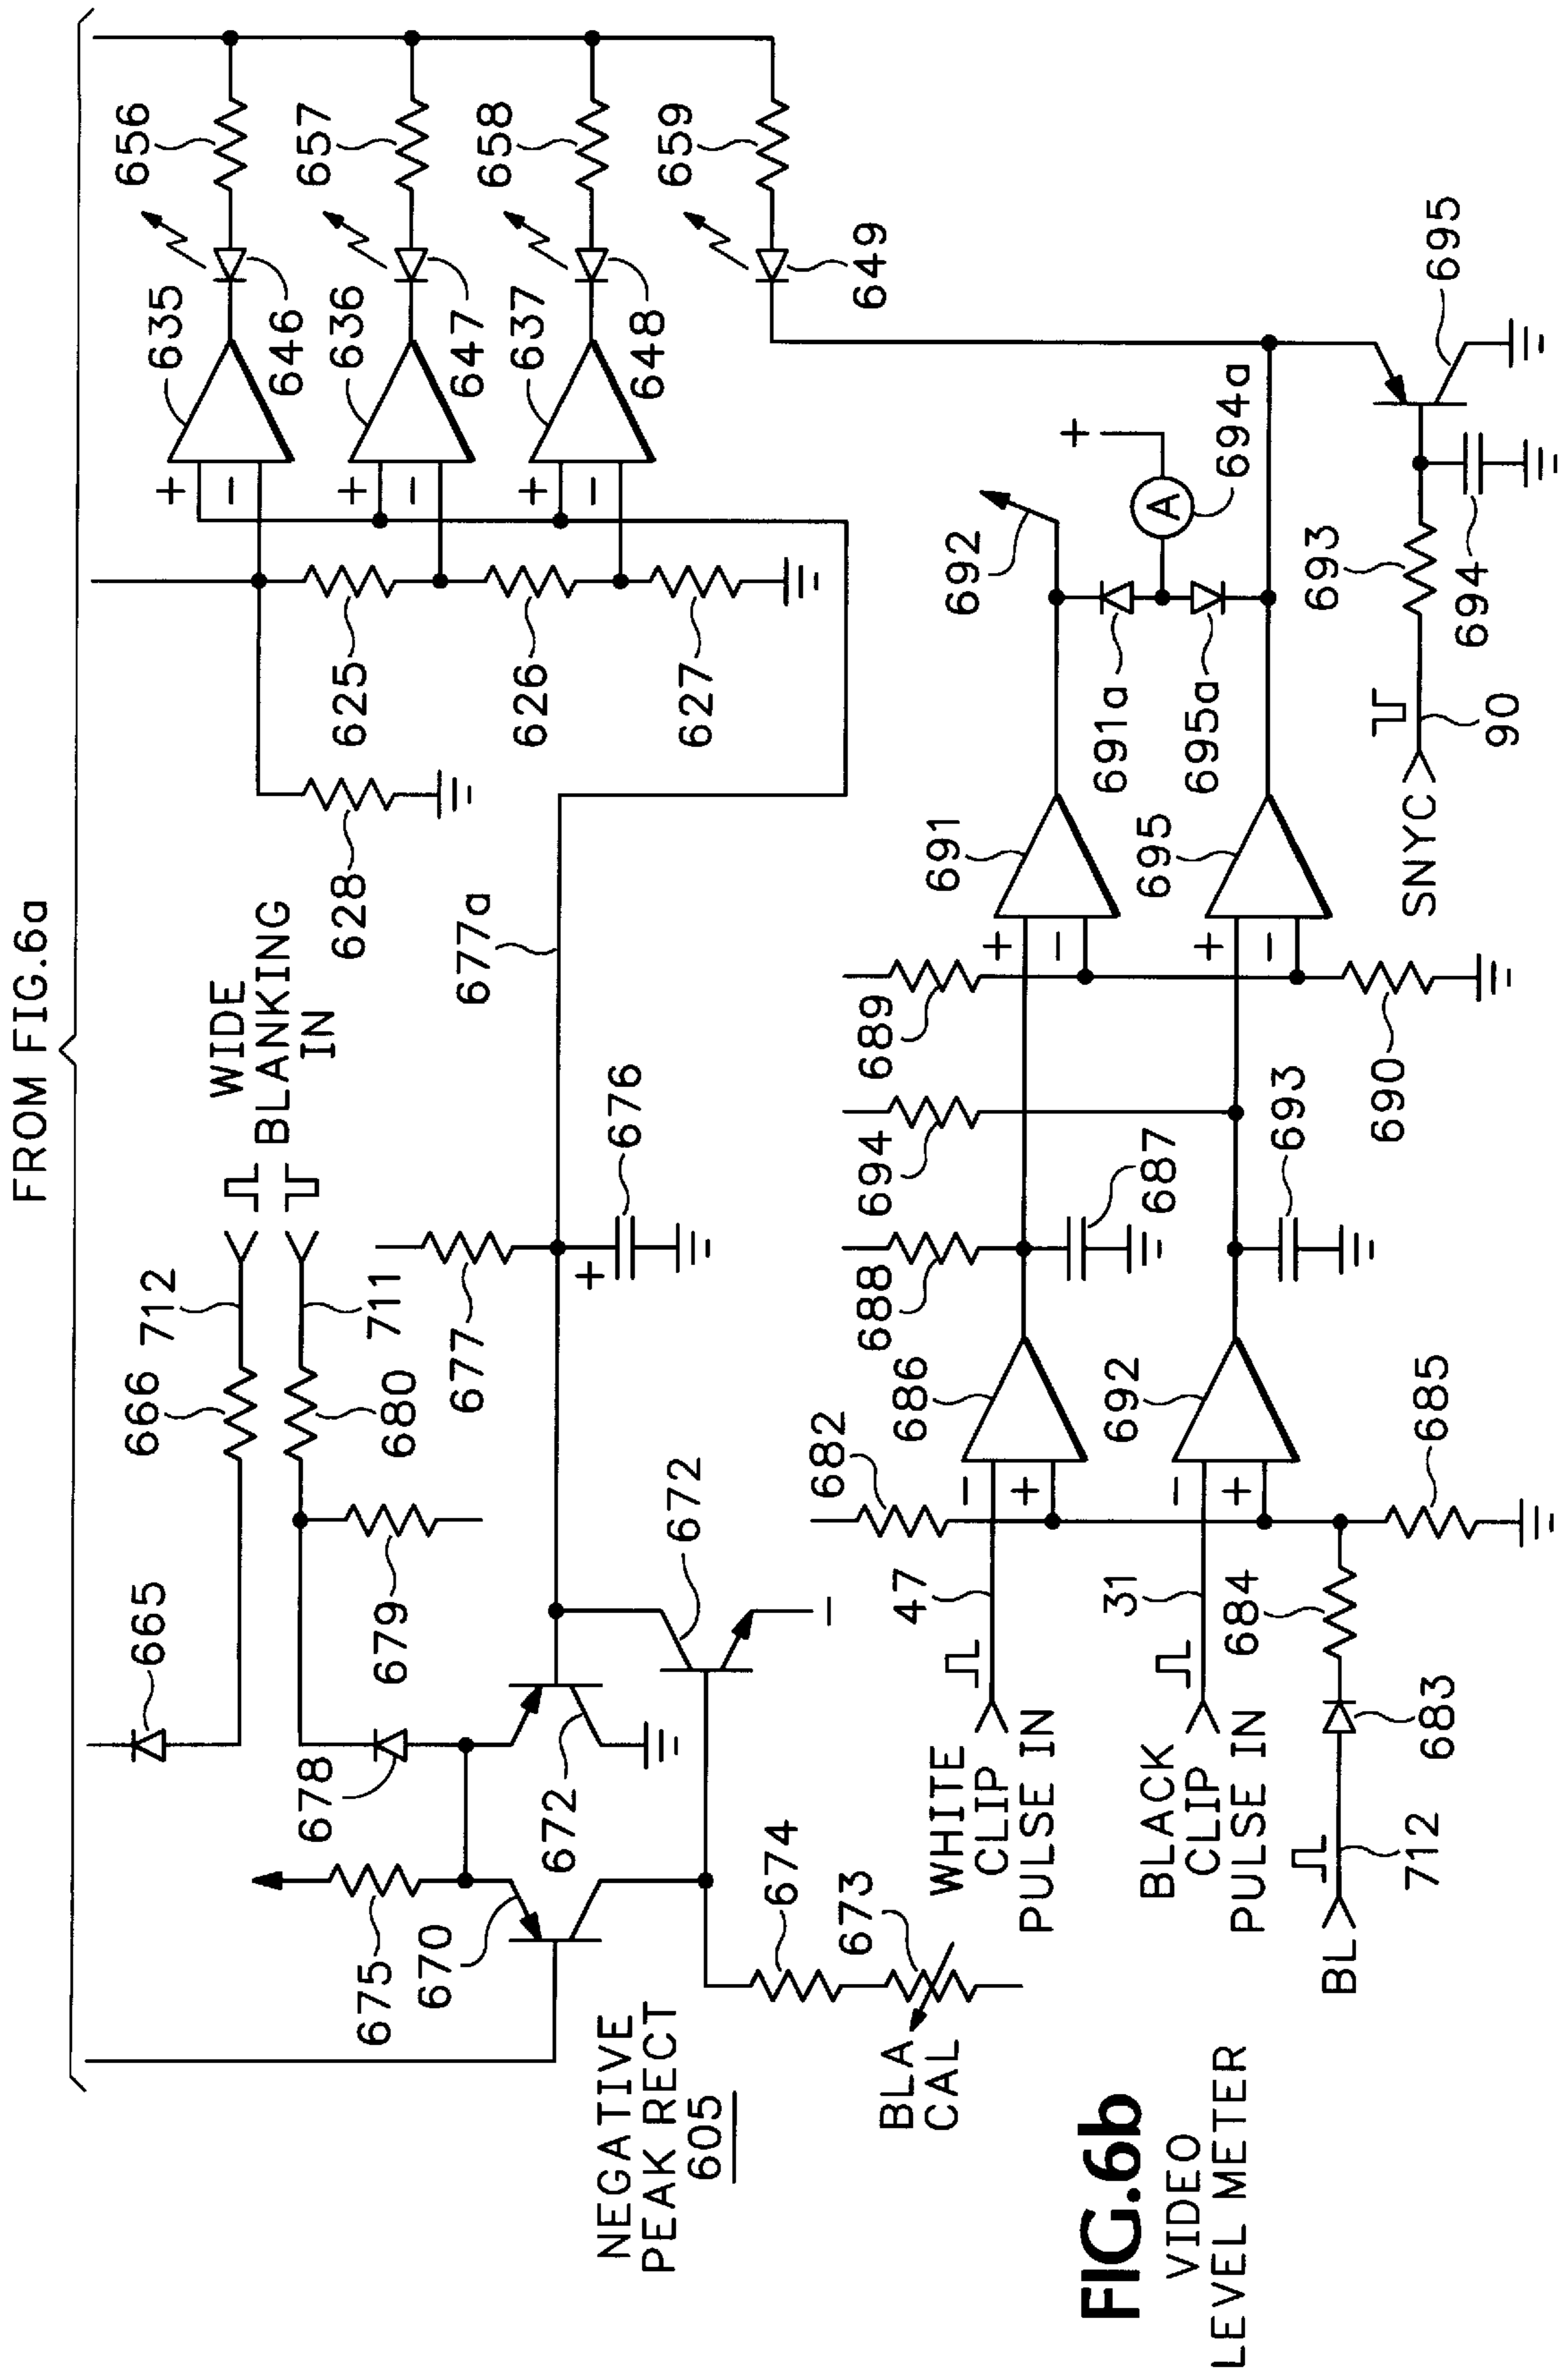 FROM FIG.6a
656
657
658
659
635
636
637
646
647
648
649
+
−
+
−
+
−
625
626
627
628
WIDE
BLANKING
IN
712
711
666
680
665
678
679
677
677a
676
+
675
670
672
672
−
674
673
BLA
CAL
NEGATIVE
PEAK RECT
605
692
+
A
694a
691a
695a
695
693
694
90
SNYC
691
695
+
−
+
−
689
694
688
687
693
690
682
686
692
685
−
+
−
+
47
31
684
683
712
WHITE
CLIP
PULSE IN
BLACK
CLIP
PULSE IN
BL
FIG.6b
VIDEO
LEVEL METER